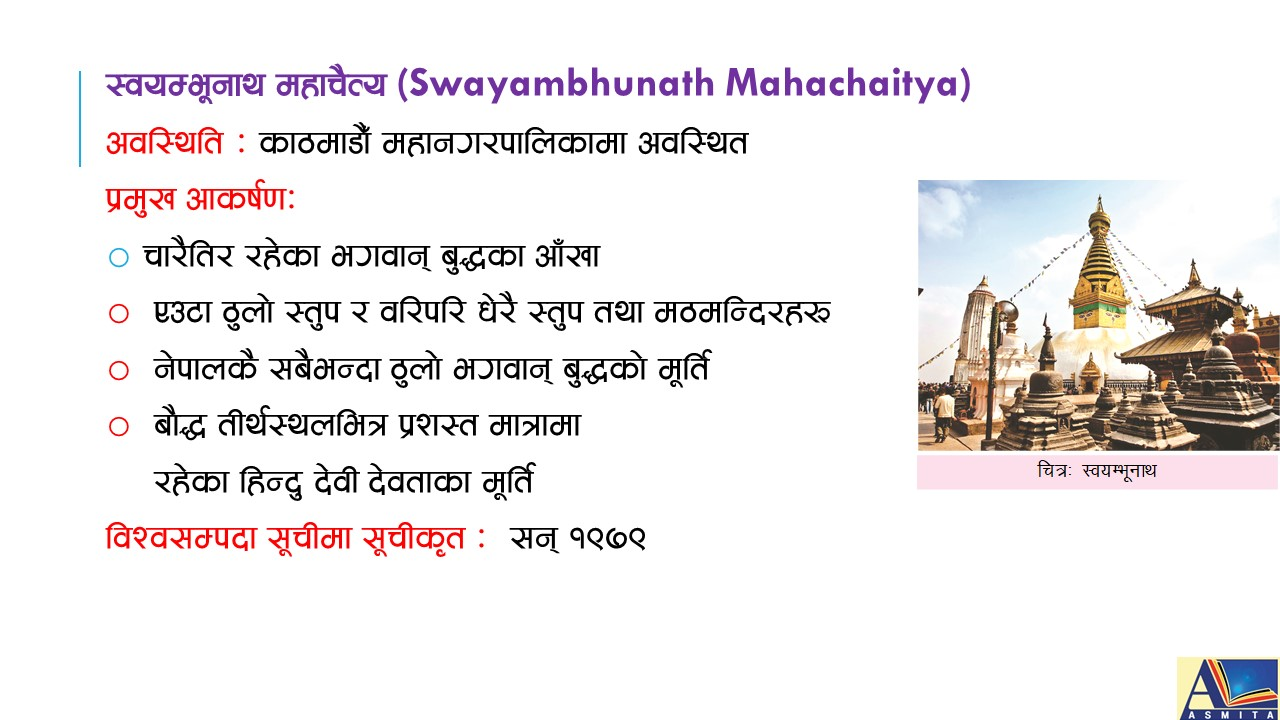 स्वयम्भूनाथ महाचैत्य (Swayambhunath Mahachaitya)
अवस्थिति : काठमाडौँ महानगरपालिकामा अवस्थित
प्रमुख आकर्षण:
चारैतिर रहेका भगवान् बुद्धका आँखा
एउटा ठुलो स्तुप र वरिपरि धेरै स्तुप तथा मठमन्दिरहरु
नेपालकै सबैभन्दा ठुलो भगवान् बुद्धको मूर्ति
बौद्ध तीर्थस्थलभित्र प्रशस्त मात्रामा
रहेका हिन्दु देवी देवताका मूर्ति
विश्वसम्पदा सूचीमा सूचीकृत : सन् १९७९
चित्रः स्वयम्भूनाथ
ASMITA